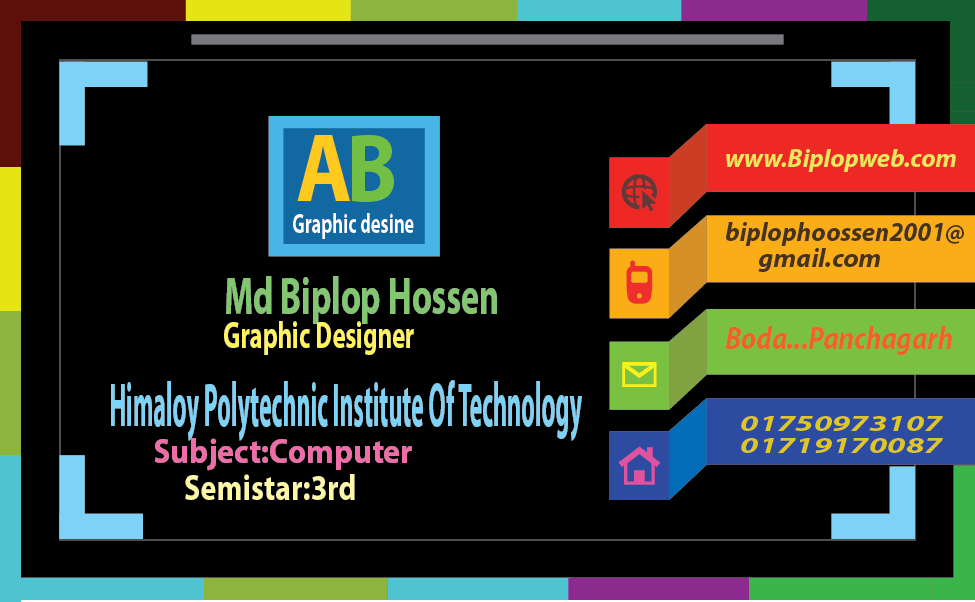 AB
Graphic desine
Md Biplop Hossen
Graphic Designer
Himaloy Polytechnic Institute Of Technology
Subject:Computer
Semistar:3rd
www.Biplopweb.com
biplophoossen2001@
gmail.com
Boda...Panchagarh
01750973107
01719170087